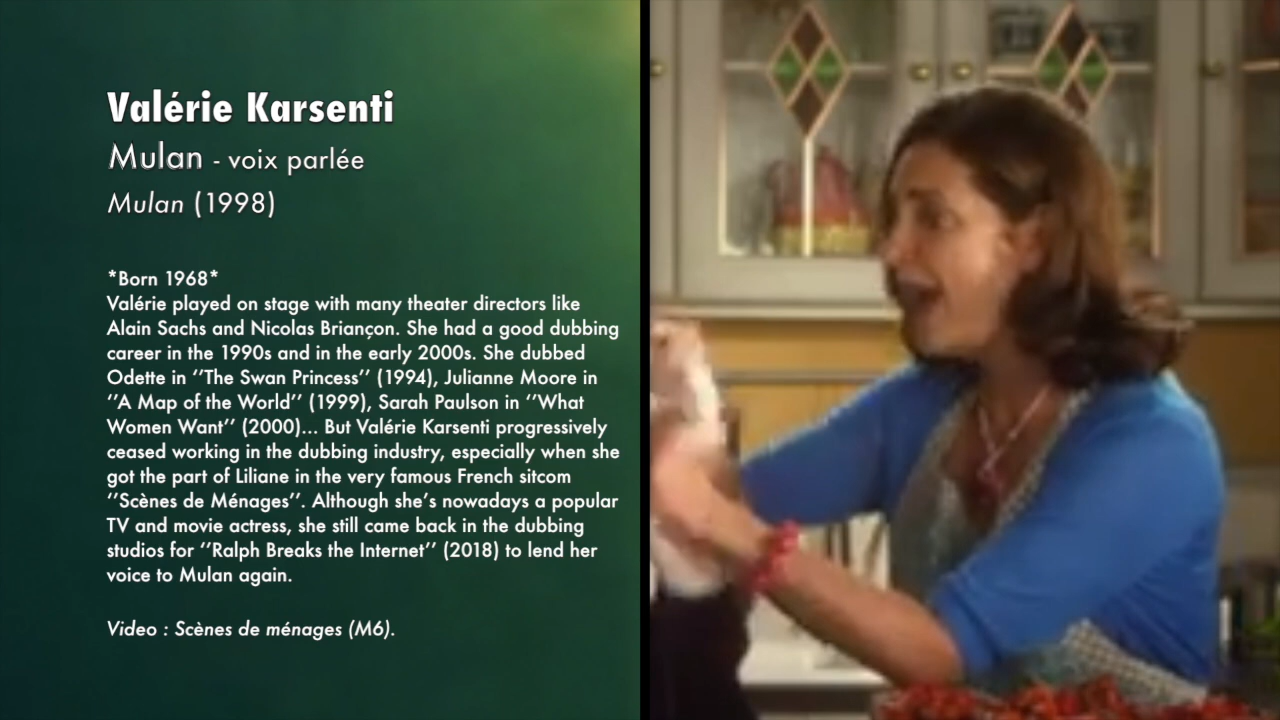 Valérie Karsenti
Mulan - voix parlée
Mulan (1998)
*Born 1968*
Valérie played on stage with many theater directors like
Alain Sachs and Nicolas Briançon. She had a good dubbing
career in the 1990s and in the early 2000s. She dubbed
Odette in ‘’The Swan Princess’’ (1994), Julianne Moore in
‘’A Map of the World’’ (1999), Sarah Paulson in ‘’What
Women Want’’ (2000)... But Valérie Karsenti progressively
ceased working in the dubbing industry, especially when she
got the part of Liliane in the very famous French sitcom
‘’Scènes de Ménages’’. Although she’s nowadays a popular
TV and movie actress, she still came back in the dubbing
studios for ‘’Ralph Breaks the Internet’’ (2018) to lend her
voice to Mulan again.
Video : Scènes de ménages (M6).